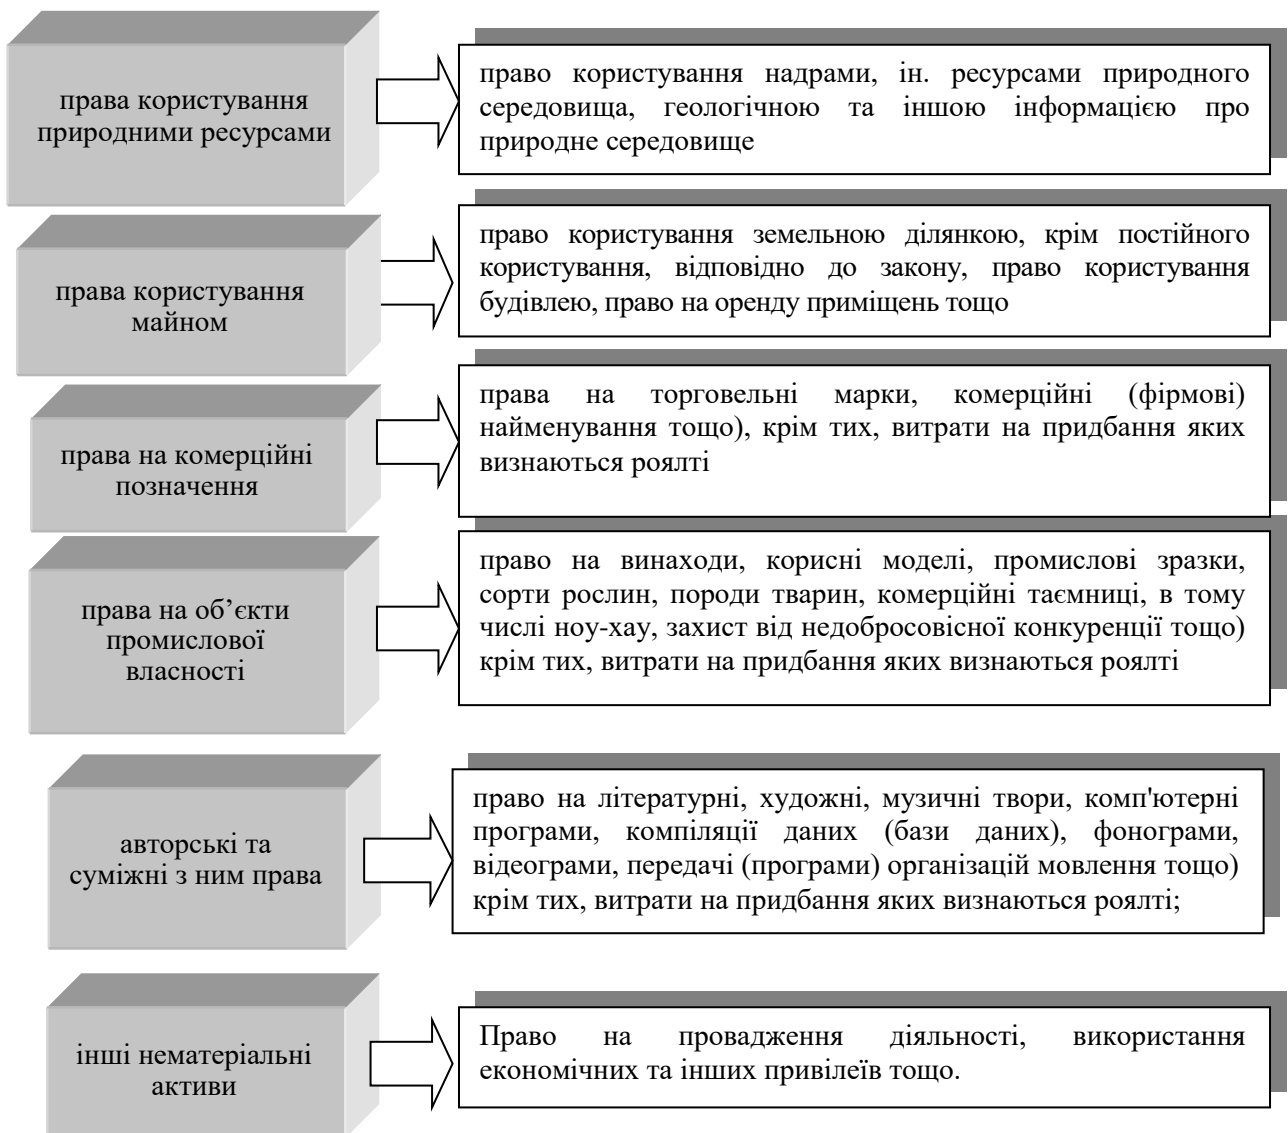 права користування
природними ресурсами
право користування надрами, ін. ресурсами природного
середовища, геологічною та іншою інформацією про
природне середовище
права користування
майном
право користування земельною ділянкою, крім постійного
користування, відповідно до закону, право користування
будівлею, право на оренду приміщень тощо
права на комерційні
позначення
права на торговельні марки, комерційні (фірмові)
найменування тощо), крім тих, витрати на придбання яких
визнаються роялті
права на об’єкти
промислової
власності
право на винаходи, корисні моделі, промислові зразки,
сорти рослин, породи тварин, комерційні таємниці, в тому
числі ноу-хау, захист від недобросовісної конкуренції тощо)
крім тих, витрати на придбання яких визнаються роялті
авторські та
суміжні з ним права
право на літературні, художні, музичні твори, комп'ютерні
програми, компіляції даних (бази даних), фонограми,
відеограми, передачі (програми) організацій мовлення тощо)
крім тих, витрати на придбання яких визнаються роялті;
інші нематеріальні
активи
Право на провадження діяльності, використання
економічних та інших привілеїв тощо.